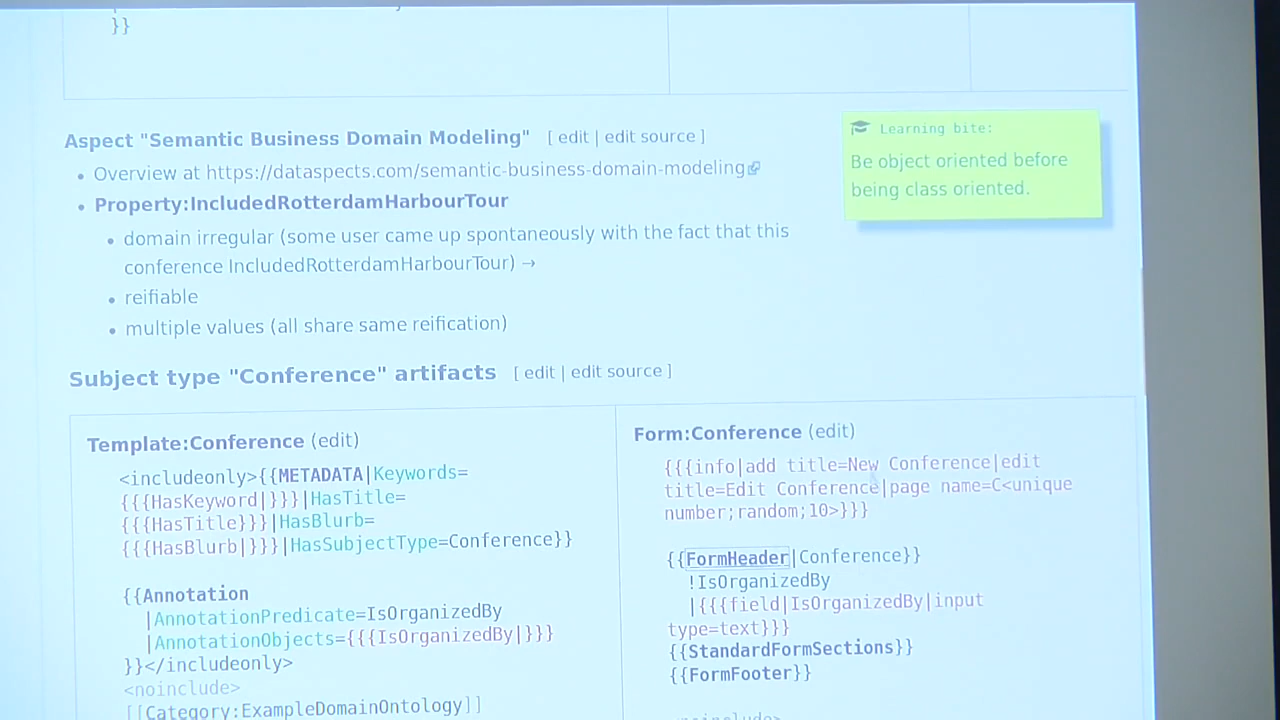 }}
Aspect "Semantic Business Domain Modeling" [ edit | edit source ]
• Overview at https://dataspects.com/semantic-business-domain-modeling
• Property:IncludedRotterdamHarbourTour
• domain irregular (some user came up spontaneously with the fact that this
conference IncludedRotterdamHarbourTour) →
• reifiable
• multiple values (all share same reification)
Learning bite:
Be object oriented before
being class oriented.
Subject type "Conference" artifacts [ edit | edit source ]
Template:Conference (edit)
<includeonly>{{METADATA|Keywords=
{{{HasKeyword|}}}|HasTitle=
{{{HasTitle}}}|HasBlurb=
{{{HasBlurb|}}}|HasSubjectType=Conference}}
{{Annotation
|AnnotationPredicate=IsOrganizedBy
|AnnotationObjects={{{IsOrganizedBy|}}}
}}</includeonly>
<noinclude>
[[Category:ExampleDomainOntology]]
Form:Conference (edit)
{{{info|add title=New Conference|edit
title=Edit Conference|page name=C<unique
number;random;10>}}}
{{FormHeader|Conference}}
!IsOrganizedBy
|{{{field|IsOrganizedBy|input
type=text}}}
{{StandardFormSections}}
{{FormFooter}}